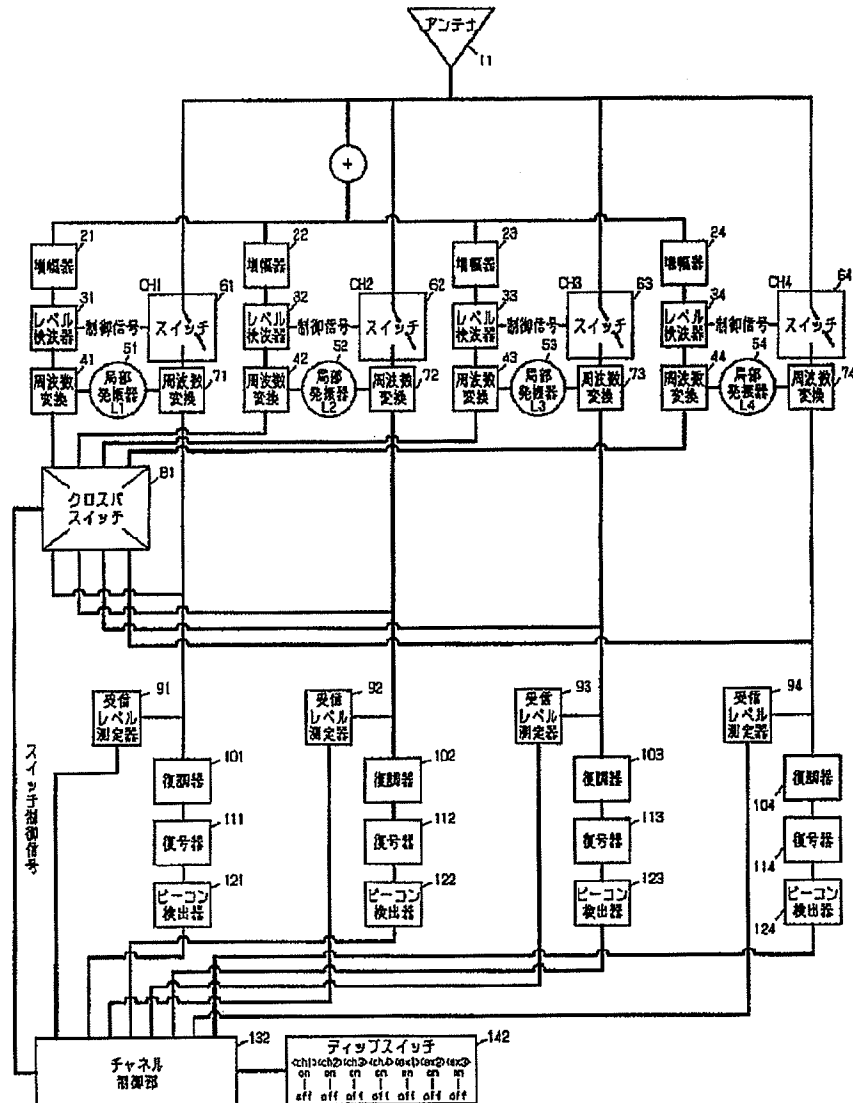 アンテナ
11
+
21
22
23
24
増幅器
増幅器
増幅器
増幅器
31
CH1
61
32
CH2
62
33
CH3
63
34
CH4
64
レベル
検波器
制御信号
スイッチ
レベル
検波器
制御信号
スイッチ
レベル
検波器
制御信号
スイッチ
レベル
検波器
制御信号
スイッチ
41
51
71
42
52
72
43
53
73
44
54
74
周波数
変換
局部
発振器
L1
周波数
変換
周波数
変換
局部
発振器
L2
周波数
変換
周波数
変換
局部
発振器
L3
周波数
変換
周波数
変換
局部
発振器
L4
周波数
変換
81
クロスバ
スイッチ
91
92
93
94
受信
レベル
測定器
受信
レベル
測定器
受信
レベル
測定器
受信
レベル
測定器
スイッチ制御信号
101
102
103
104
復調器
復調器
復調器
復調器
111
112
113
114
復号器
復号器
復号器
復号器
121
122
123
124
ビーコン
検出器
ビーコン
検出器
ビーコン
検出器
ビーコン
検出器
132
チャネル
制御部
142
ディップスイッチ
<ch1><ch2><ch3><ch4><ex1><ex2><ex3>
on on on on on on on
off off off off off off off